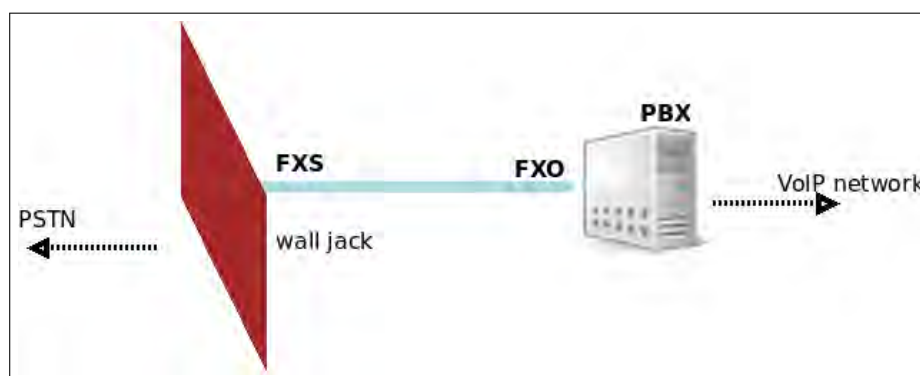 PBX
FXS
FXO
VoIP network
PSTN
wall jack